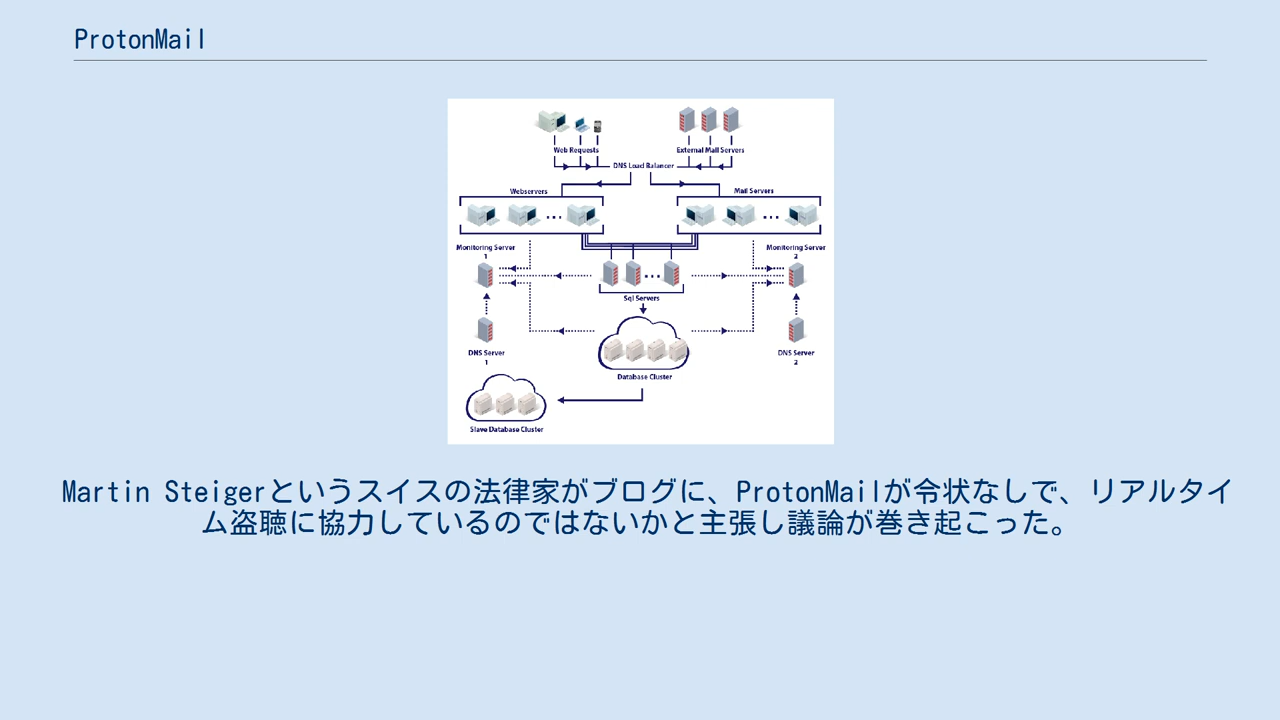 ProtonMail
Web Requests
External Mail Servers
DNS Load Balancer
Webservers
Mail Servers
Monitoring Server
1
Monitoring Server
2
Sql Servers
DNS Server
1
DNS Server
2
Database Cluster
Slave Database Cluster
Martin Steigerというスイスの法律家がブログに、ProtonMailが令状なしで、リアルタイ
ム盗聴に協力しているのではないかと主張し議論が巻き起こった。